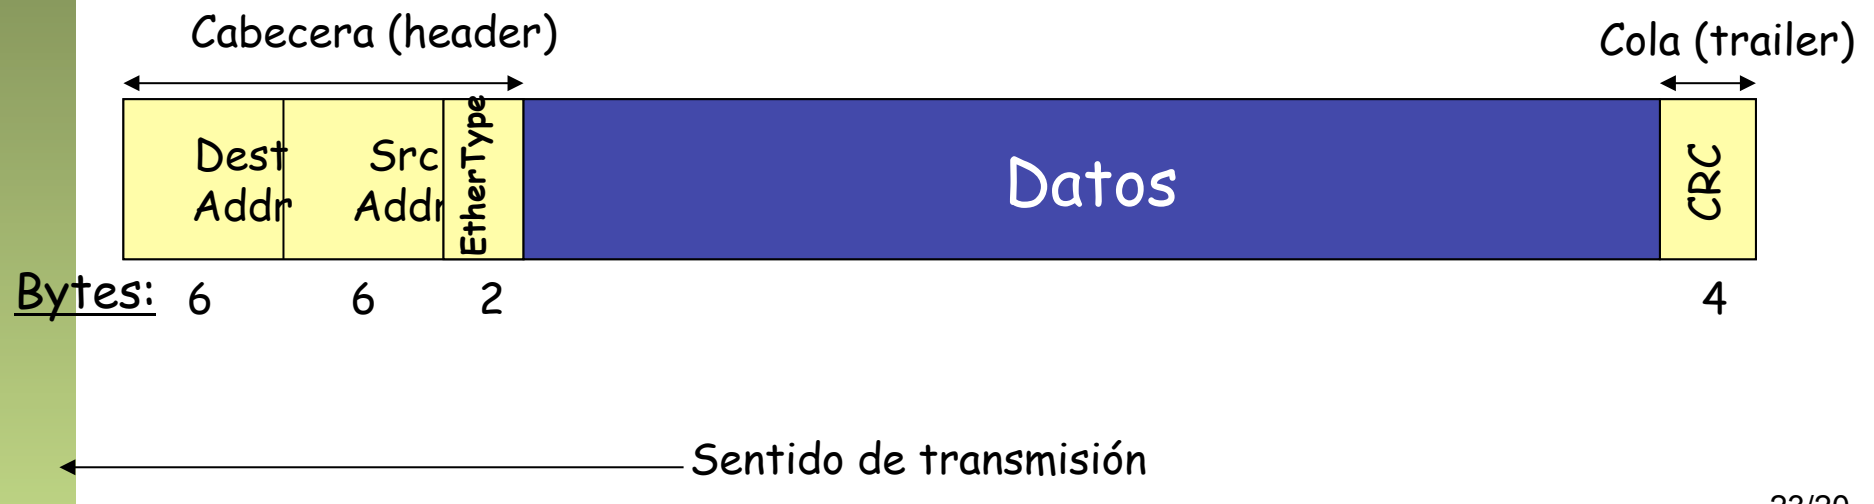 Cabecera (header)
Cola (trailer)
Dest
Addr
Src
Addr
EtherType
Datos
CRC
Bytes: 6 6 2 4
Sentido de transmisión